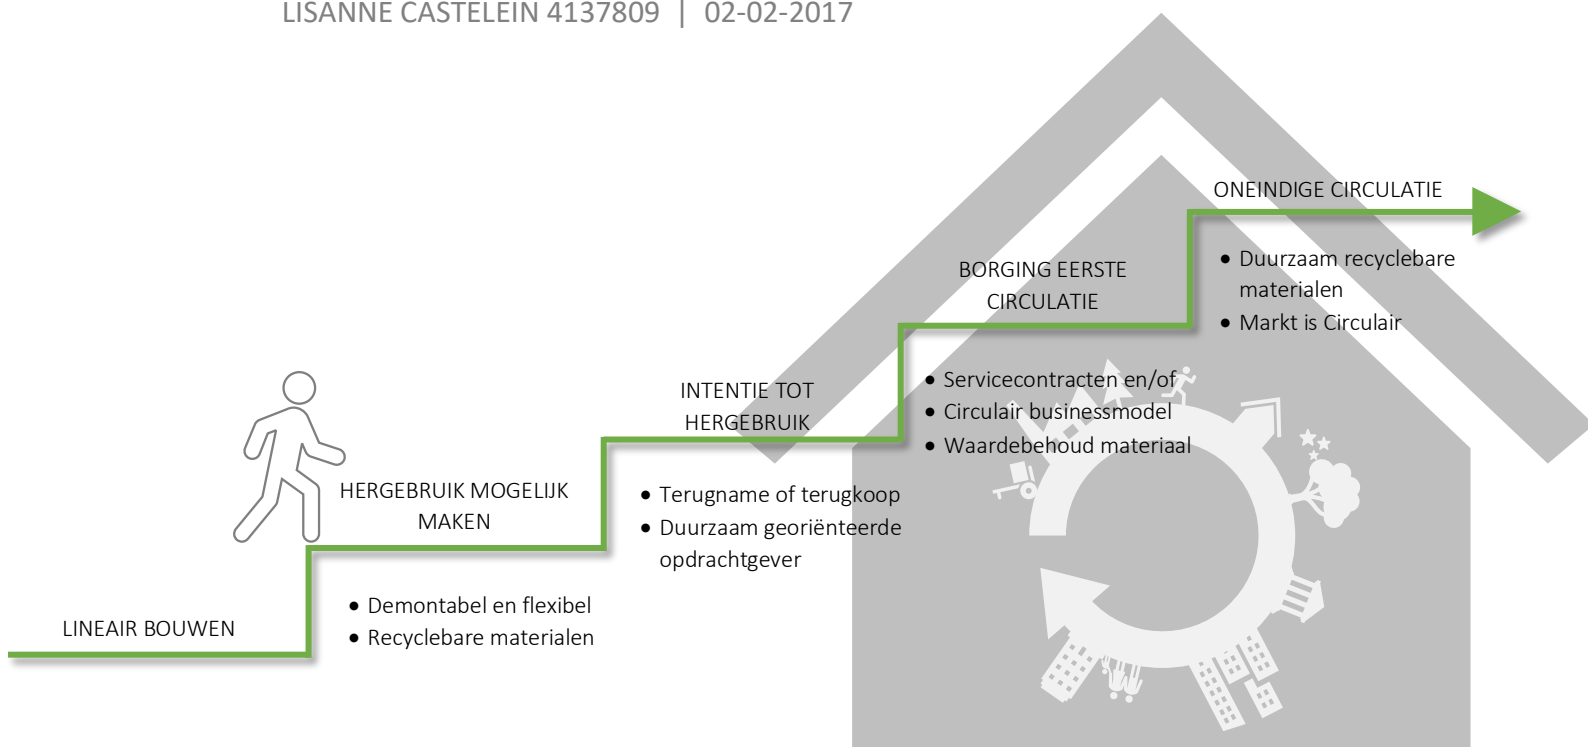 LISANNE CASTELEIN 4137809 | 02-02-2017
LINEAIR BOUWEN
HERGEBRUIK MOGELIJK
MAKEN
• Demontabel en flexibel
• Recyclebare materialen
INTENTIE TOT
HERGEBRUIK
• Terugname of terugkoop
• Duurzaam georiënteerde
opdrachtgever
BORGING EERSTE
CIRCULATIE
• Servicecontracten en/of
• Circulair businessmodel
• Waardebehoud materiaal
ONEINDIGE CIRCULATIE
• Duurzaam recyclebare
materialen
• Markt is Circulair